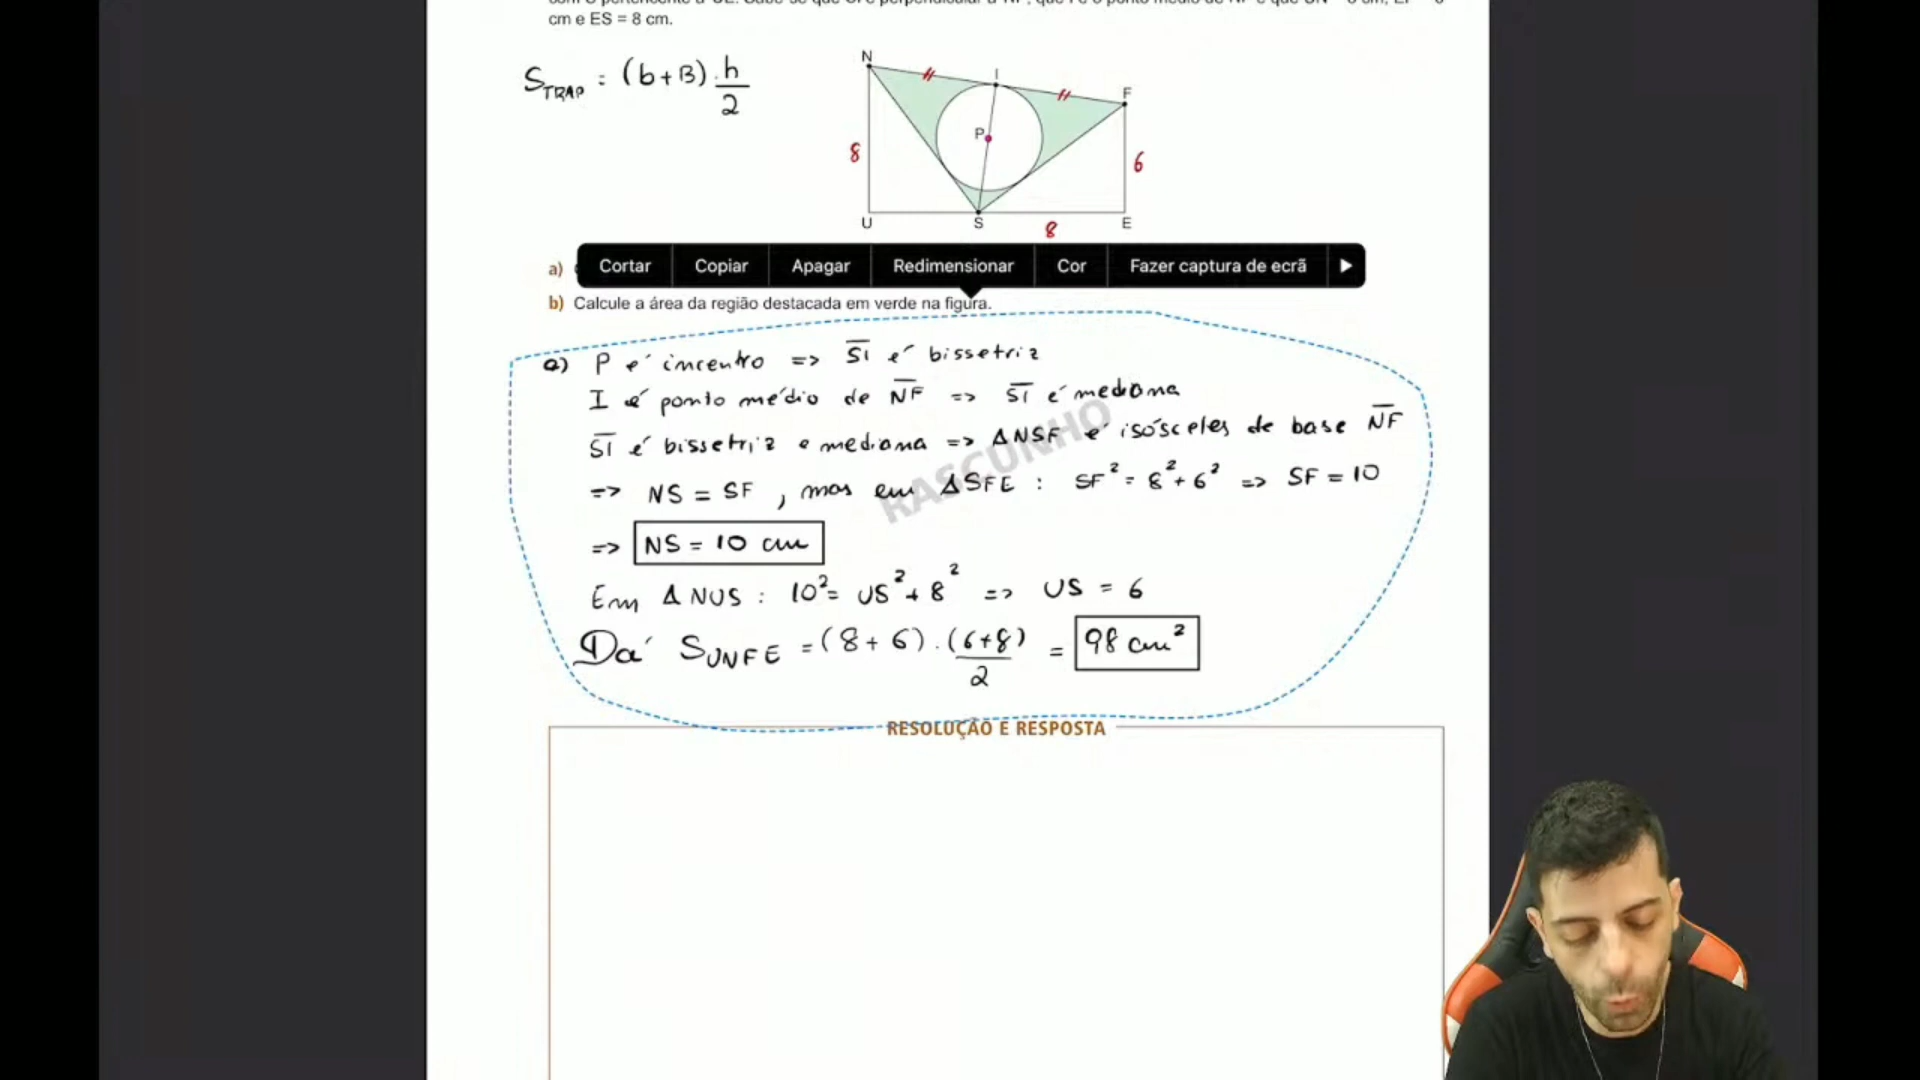 cm e ES = 8 cm.
S TRAP = (b+B) . h/2
N
I
F
P
8
6
U
S
E
8
a)
Cortar Copiar Apagar Redimensionar Cor Fazer captura de ecrã
b) Calcule a área da região destacada em verde na figura.
a) P é incentro => SI é bissetriz
I é ponto médio de NF => SI é mediana
SI é bissetriz e mediana => ΔNSF é isósceles de base NF
=> NS = SF , mas em ΔSFE : SF² = 8² + 6² => SF = 10
RASCUNHO
=> NS = 10 cm
Em ΔNUS : 10² = US² + 8² => US = 6
Daí S UNFE = (8 + 6) . (6+8)/2 = 98 cm²
RESOLUÇÃO E RESPOSTA